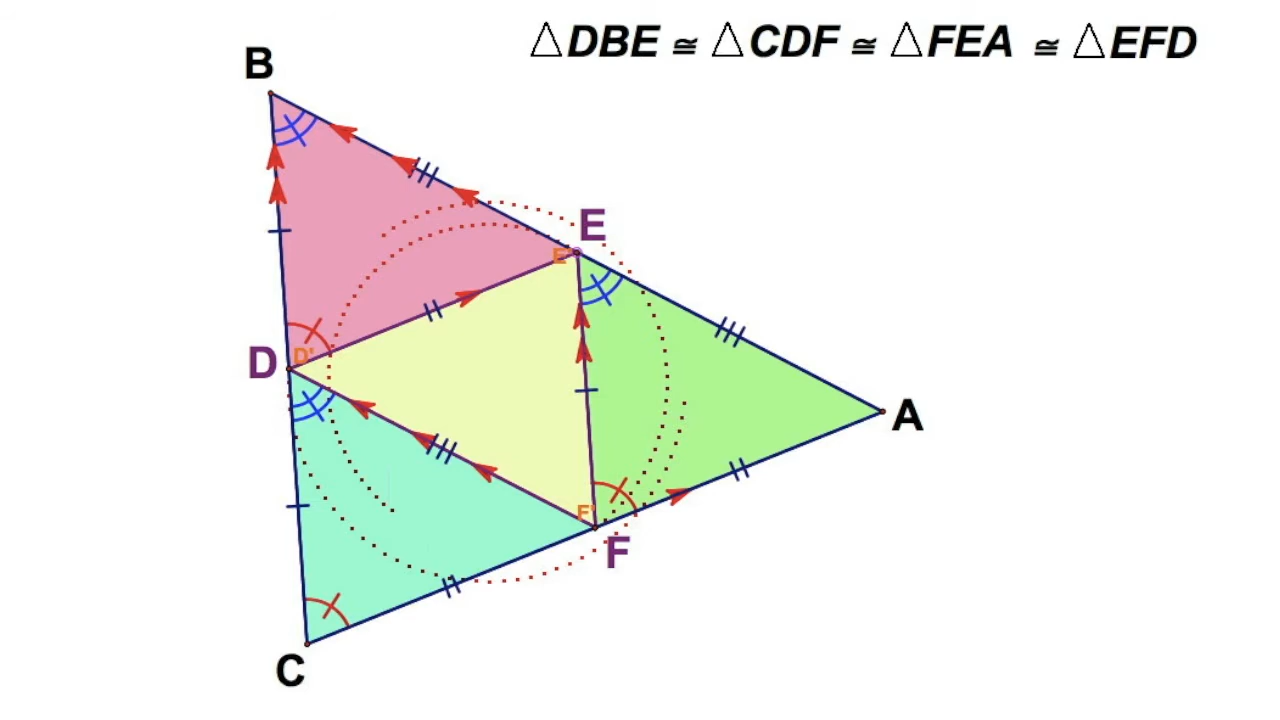 △DBE ≅ △CDF ≅ △FEA ≅ △EFD
B
E
E'
D
D'
A
F'
F
C